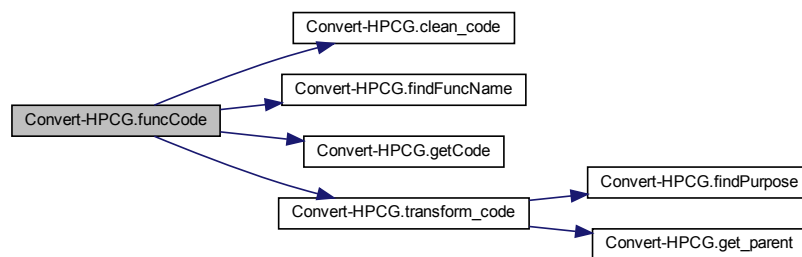 Convert-HPCG.clean_code
Convert-HPCG.findFuncName
Convert-HPCG.funcCode
Convert-HPCG.getCode
Convert-HPCG.findPurpose
Convert-HPCG.transform_code
Convert-HPCG.get_parent